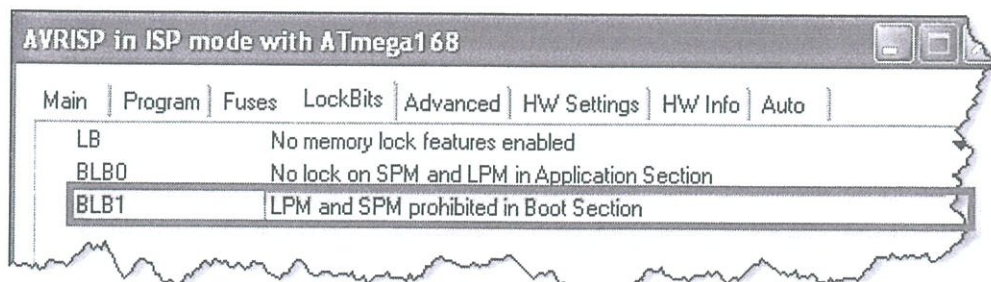 AVRISP in ISP mode with ATmega168
Main Program Fuses LockBits Advanced HW Settings HW Info Auto
LB No memory lock features enabled
BLB0 No lock on SPM and LPM in Application Section
BLB1 LPM and SPM prohibited in Boot Section